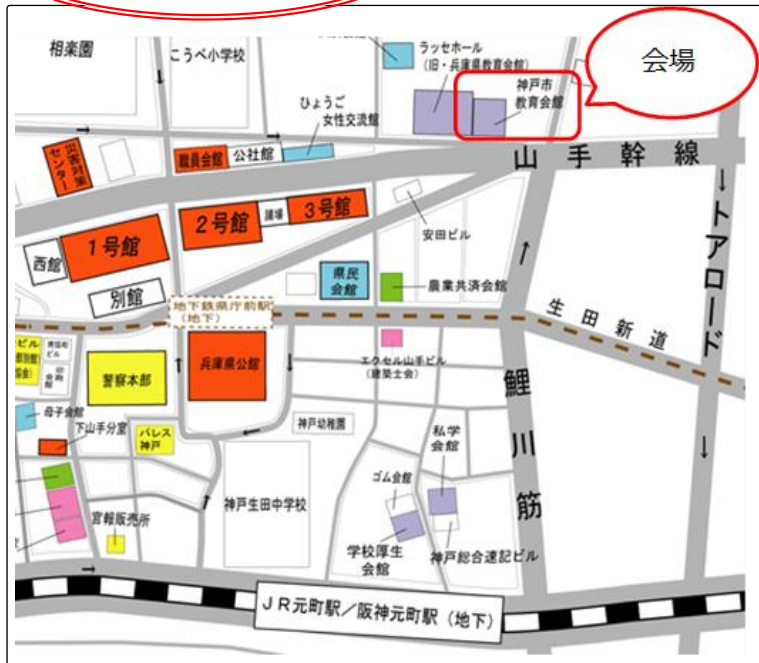 相楽園
こうべ小学校
ラッセホール
（旧・兵庫県教育会館）
神戸市
教育会館
会場
ひょうご
女性交流館
災害対策
センター
職員会館
公社館
山手幹線
1号館
2号館
議場
3号館
西館
別館
安田ビル
トアロード
県民
会館
農業共済会館
地下鉄県庁前駅
（地下）
生田新道
エクセル山手ビル
（建築士会）
警察本部
兵庫県公館
母子会館
下山手分室
パレス
神戸
神戸幼稚園
鯉川筋
私学
会館
ゴム会館
神戸生田中学校
官報販売所
学校厚生
会館
神戸総合速記ビル
JR元町駅／阪神元町駅（地下）